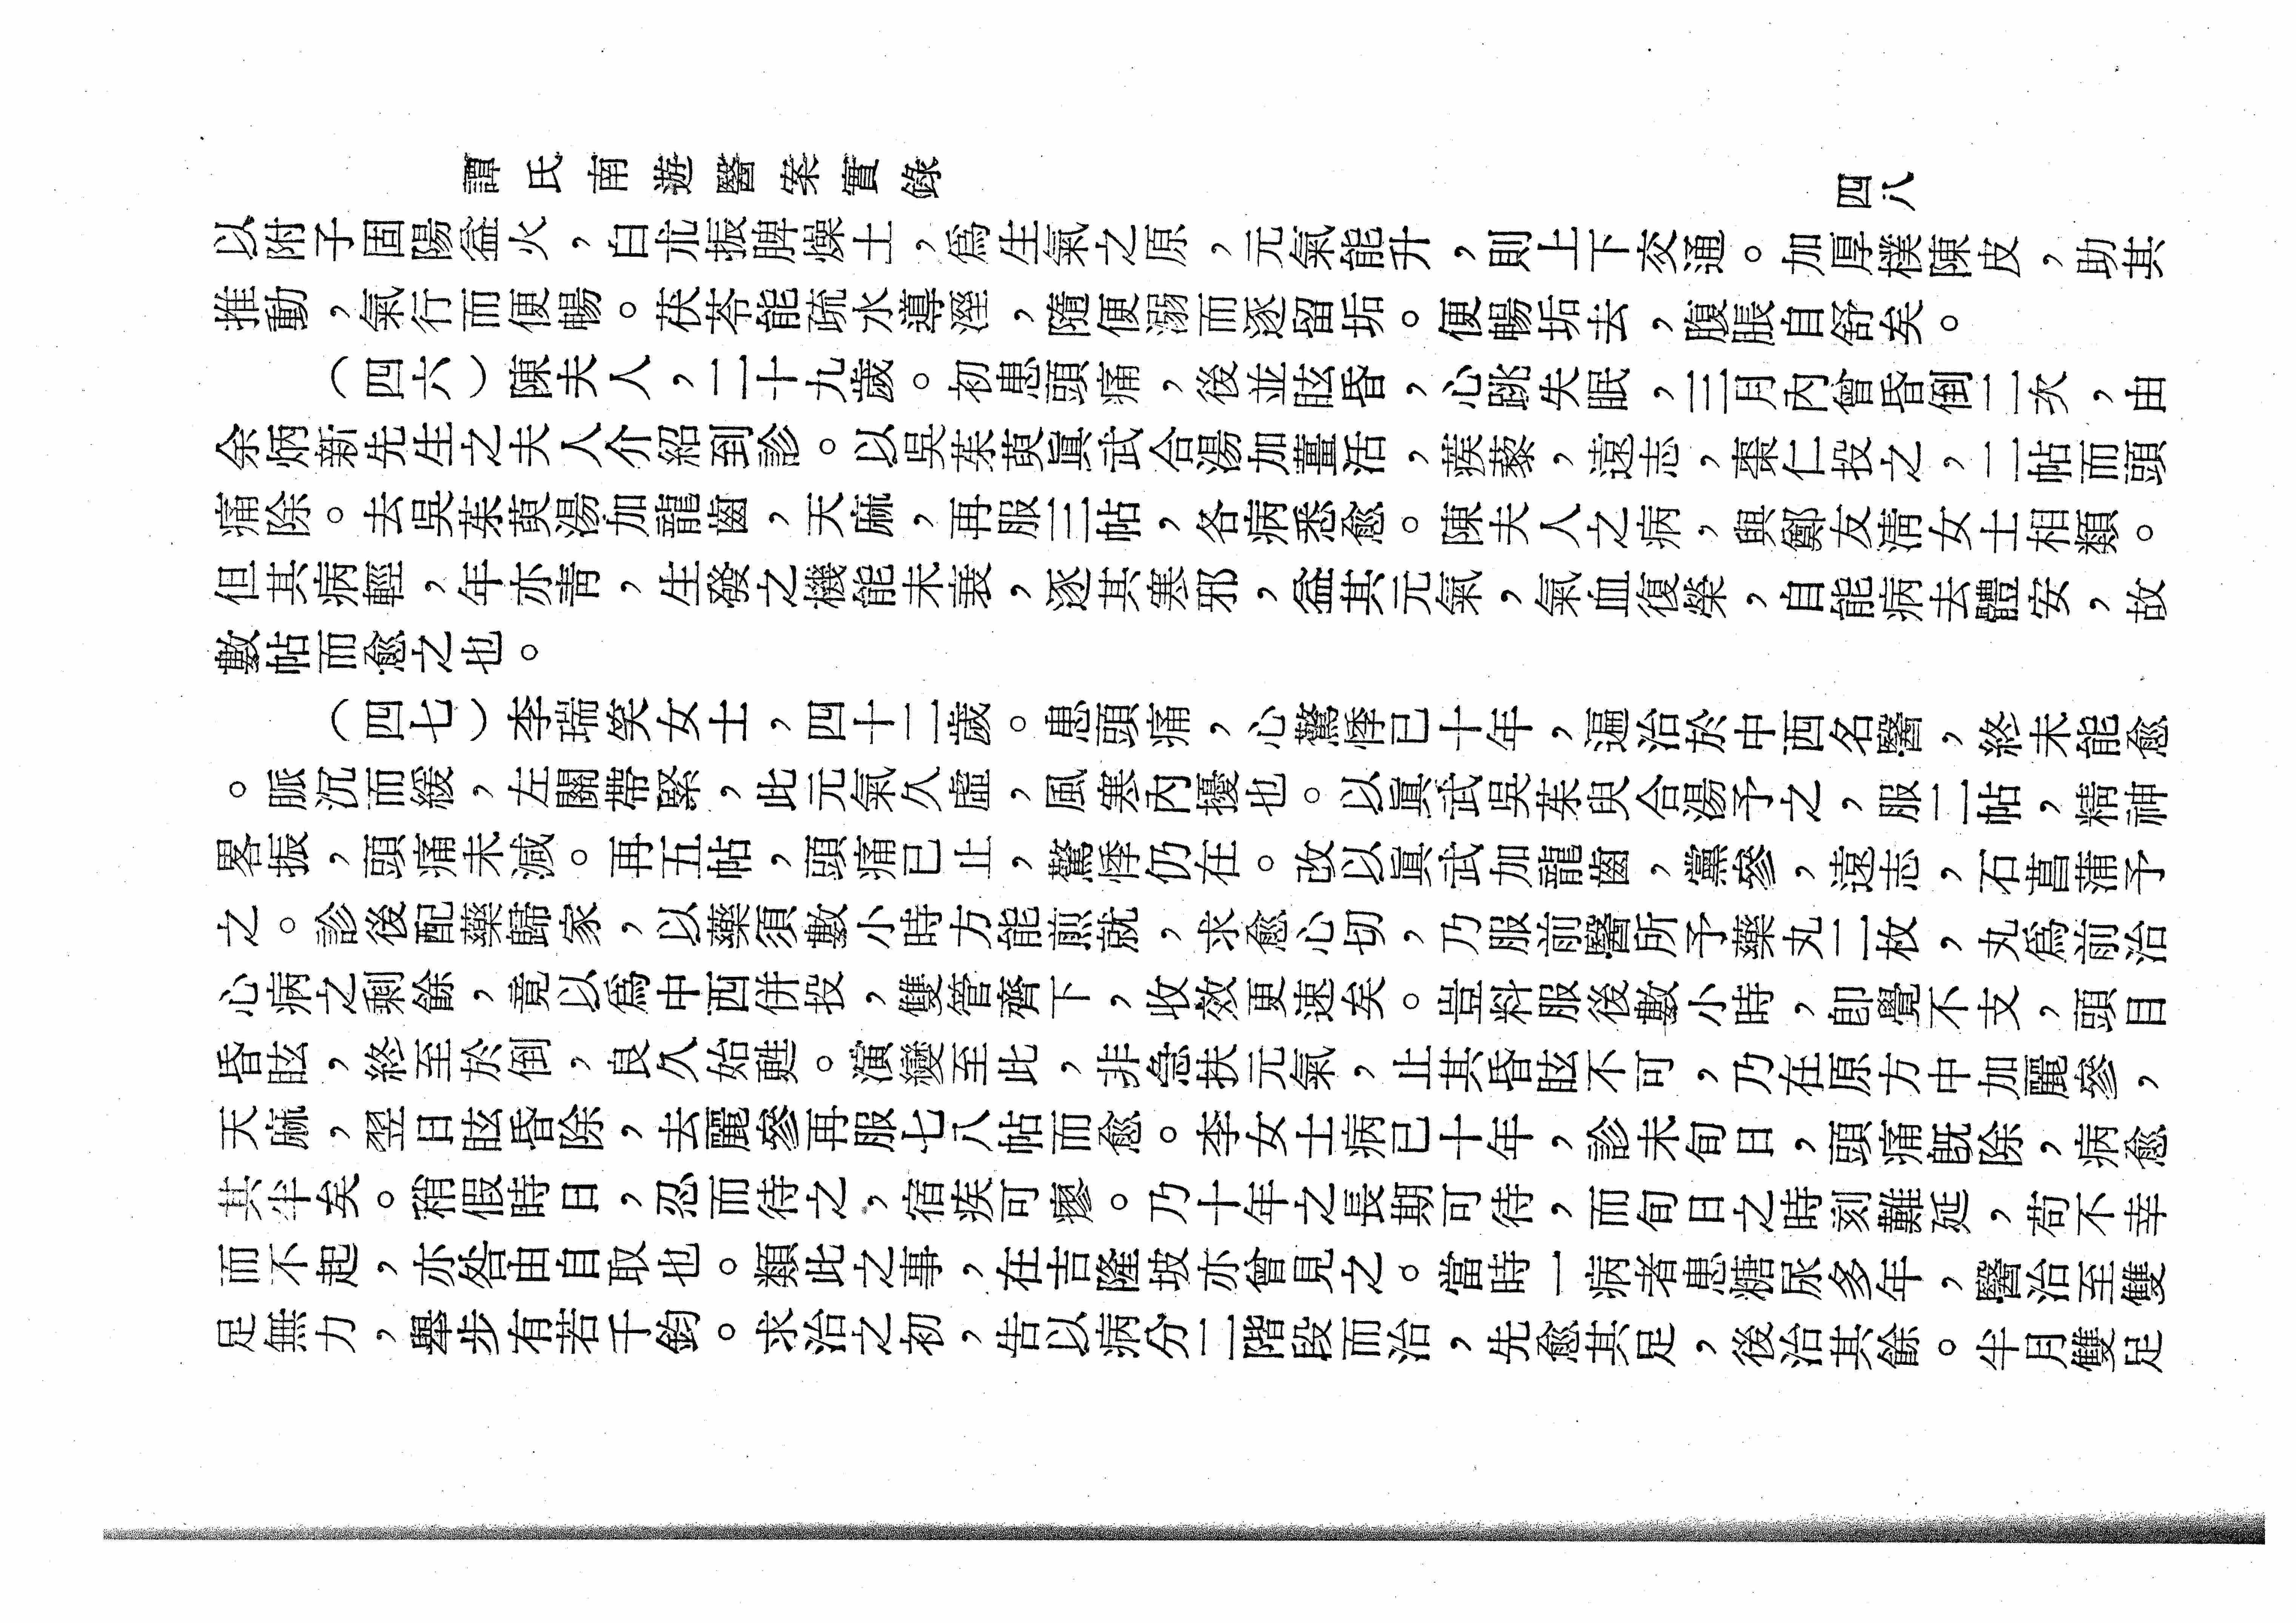 譚氏南遊醫案實錄
四八
以附子固陽益火，白朮振脾燥土，爲生氣之原，元氣能升，則上下交通。加厚樸陳皮，助其
推動，氣行而便暢。茯苓能疏水導溼，隨便溺而逐留垢。便暢垢去，腹脹自舒矣。
（四六）陳夫人，二十九歲。初患頭痛，後並眩昏，心跳失眠，三月內曾昏倒二次，由
余炳新先生之夫人介紹到診。以吳茱萸眞武合湯加薑活，蒺藜，遠志，棗仁投之，二帖而頭
痛除。去吳茱萸湯加龍齒，天麻，再服三帖，各病悉愈。陳夫人之病，與鄭友淸女士相類。
但其病輕，年亦靑，生發之機能未衰，逐其寒邪，益其元氣，氣血復榮，自能病去體安，故
數帖而愈之也。
（四七）李瑞笑女士，四十二歲。患頭痛，心驚悸已十年，遍治於中西名醫，終未能愈
。脈沉而緩，左關帶緊，此元氣久虛，風寒內擾也。以眞武吳茱臾合湯予之，服二帖，精神
畧振，頭痛未減。再五帖，頭痛已止，驚悸仍在。改以眞武加龍齒，黨參，遠志，石菖蒲予
之。診後配藥歸家，以藥須數小時方能煎就，求愈心切，乃服前醫所予藥丸二枚，丸爲前治
心病之剩餘，竟以爲中西併投，雙管齊下，收效更速矣。豈料服後數小時，卽覺不支，頭目
昏眩，終至於倒，良久始甦。演變至此，非急扶元氣，止其昏眩不可，乃在原方中加麗參，
天麻，翌日眩昏除，去麗參再服七八帖而愈。李女士病已十年，診未旬日，頭痛旣除，病愈
其半矣。稍假時日，忍而待之，宿疾可瘳。乃十年之長期可待，而旬日之時刻難延，苟不幸
而不起，亦咎由自取也。類此之事，在吉隆坡亦曾見之。當時一病者患糖尿多年，醫治至雙
足無力，舉步有若千鈞。求治之初，告以病分二階段而治，先愈其足，後治其餘。半月雙足